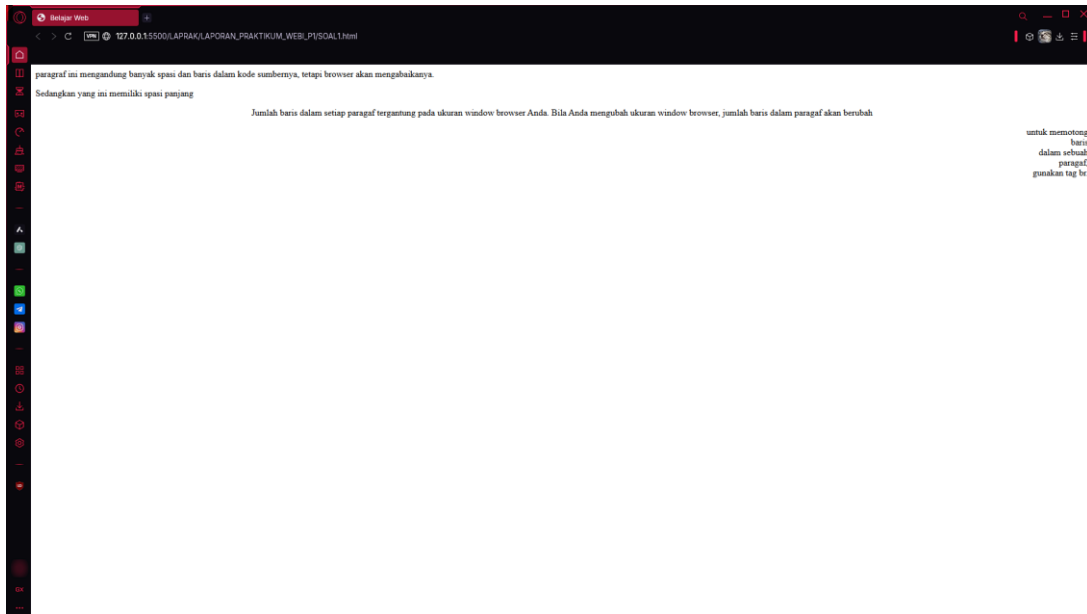 Belajar Web
VPN 127.0.0.1:5500/LAPRAK/LAPORAN_PRAKTIKUM_WEBI_P1/SOAL1.html
paragraf ini mengandung banyak spasi dan baris dalam kode sumbernya, tetapi browser akan mengabaikanya.
Sedangkan yang ini memiliki spasi panjang
Jumlah baris dalam setiap paragaf tergantung pada ukuran window browser Anda. Bila Anda mengubah ukuran window browser, jumlah baris dalam paragaf akan berubah
untuk memotong
baris
dalam sebuah
paragaf.
gunakan tag br.
GX